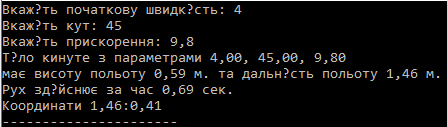 Вкаж?ть початкову швидк?сть: 4
Вкаж?ть кут: 45
Вкаж?ть прискорення: 9,8
Т?ло кинуте з параметрами 4,00, 45,00, 9,80
має висоту польоту 0,59 м. та дальн?сть польоту 1,46 м.
Рух зд?йснює за час 0,69 сек.
Координати 1,46:0,41
----------------------